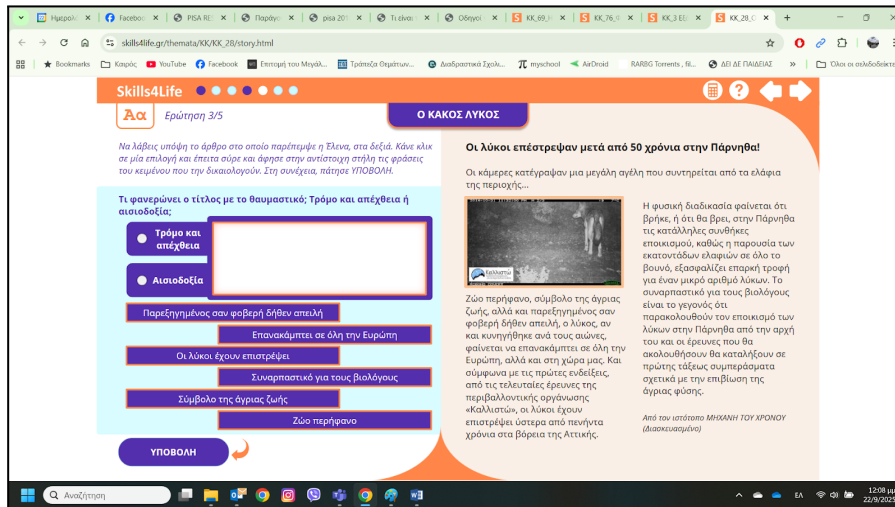 Ημερολ
Facebo
PISA RE
Παράγο
pisa 20
Τι είναι
Οδηγοί
KK_69_
KK_76_
KK_3 ΕΕ
KK_28_
skills4life.gr/themata/KK/KK_28/story.html
Bookmarks
Καιρός
YouTube
Facebook
Επιτομή του Μεγάλ...
Τράπεζα Θεμάτων...
Διαδραστικά Σχολι...
myschool
AirDroid
RARBG Torrents , fil...
ΔΕΙ ΔΕ ΠΑΙΔΕΙΑΣ
Όλοι οι σελιδοδείκτες
Skills4Life
Αα
Ερώτηση 3/5
Ο ΚΑΚΟΣ ΛΥΚΟΣ
Να λάβεις υπόψη το άρθρο στο οποίο παρέπεμψε η Έλενα, στα δεξιά. Κάνε κλικ
σε μία επιλογή και έπειτα σύρε και άφησε στην αντίστοιχη στήλη τις φράσεις
του κειμένου που την δικαιολογούν. Στη συνέχεια, πάτησε ΥΠΟΒΟΛΗ.
Τι φανερώνει ο τίτλος με το θαυμαστικό; Τρόμο και απέχθεια ή
αισιοδοξία;
Τρόμο και
απέχθεια
Αισιοδοξία
Παρεξηγημένος σαν φοβερή δήθεν απειλή
Επανακάμπτει σε όλη την Ευρώπη
Οι λύκοι έχουν επιστρέψει
Συναρπαστικό για τους βιολόγους
Σύμβολο της άγριας ζωής
Ζώο περήφανο
ΥΠΟΒΟΛΗ
Οι λύκοι επέστρεψαν μετά από 50 χρόνια στην Πάρνηθα!
Οι κάμερες κατέγραψαν μια μεγάλη αγέλη που συντηρείται από τα ελάφια
της περιοχής...
Καλλιστώ
Ζώο περήφανο, σύμβολο της άγριας
ζωής, αλλά και παρεξηγημένος σαν
φοβερή δήθεν απειλή, ο λύκος, αν
και κυνηγήθηκε ανά τους αιώνες,
φαίνεται να επανακάμπτει σε όλη την
Ευρώπη, αλλά και στη χώρα μας. Και
σύμφωνα με τις πρώτες ενδείξεις,
από τις τελευταίες έρευνες της
περιβαλλοντικής οργάνωσης
«Καλλιστώ», οι λύκοι έχουν
επιστρέψει ύστερα από πενήντα
χρόνια στα βόρεια της Αττικής.
Η φυσική διαδικασία φαίνεται ότι
βρήκε, ή ότι θα βρει, στην Πάρνηθα
τις κατάλληλες συνθήκες
εποικισμού, καθώς η παρουσία των
εκατοντάδων ελαφιών σε όλο το
βουνό, εξασφαλίζει επαρκή τροφή
για έναν μικρό αριθμό λύκων. Το
συναρπαστικό για τους βιολόγους
είναι το γεγονός ότι
παρακολουθούν τον εποικισμό των
λύκων στην Πάρνηθα από την αρχή
του και οι έρευνες που θα
ακολουθήσουν θα καταλήξουν σε
πρώτης τάξεως συμπεράσματα
σχετικά με την επιβίωση της
άγριας φύσης.
Από τον ιστότοπο ΜΗΧΑΝΗ ΤΟΥ ΧΡΟΝΟΥ
(Διασκευασμένο)
Αναζήτηση
ΕΛ
12:08 μμ
22/9/2025